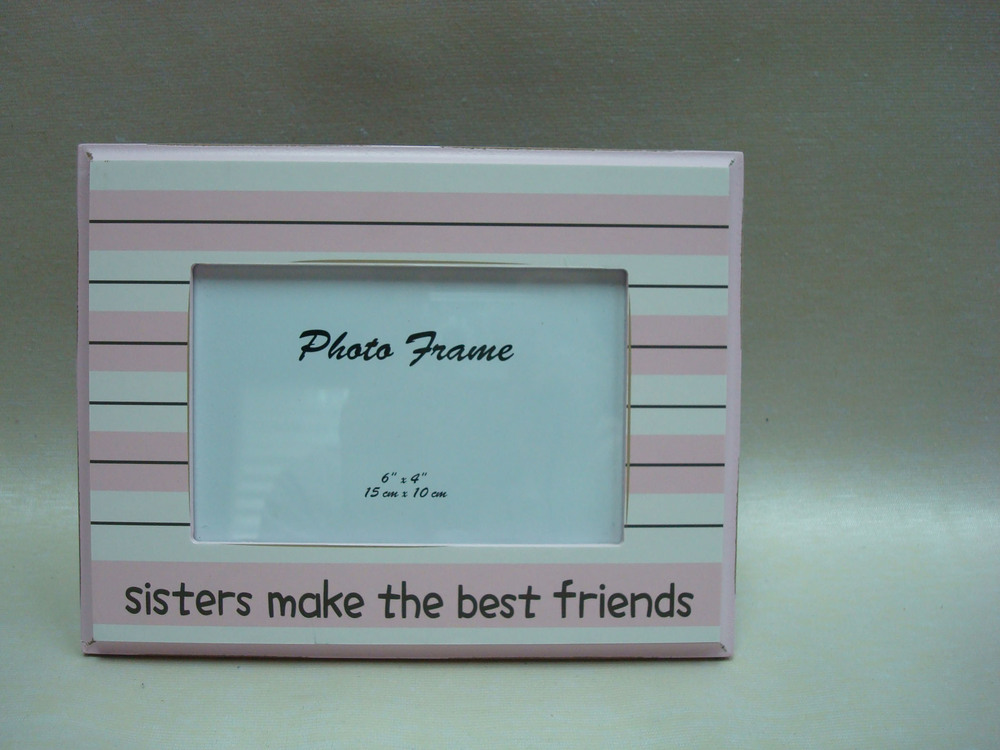 Photo Frame
6" x 4"
15 cm x 10 cm
sisters make the best friends